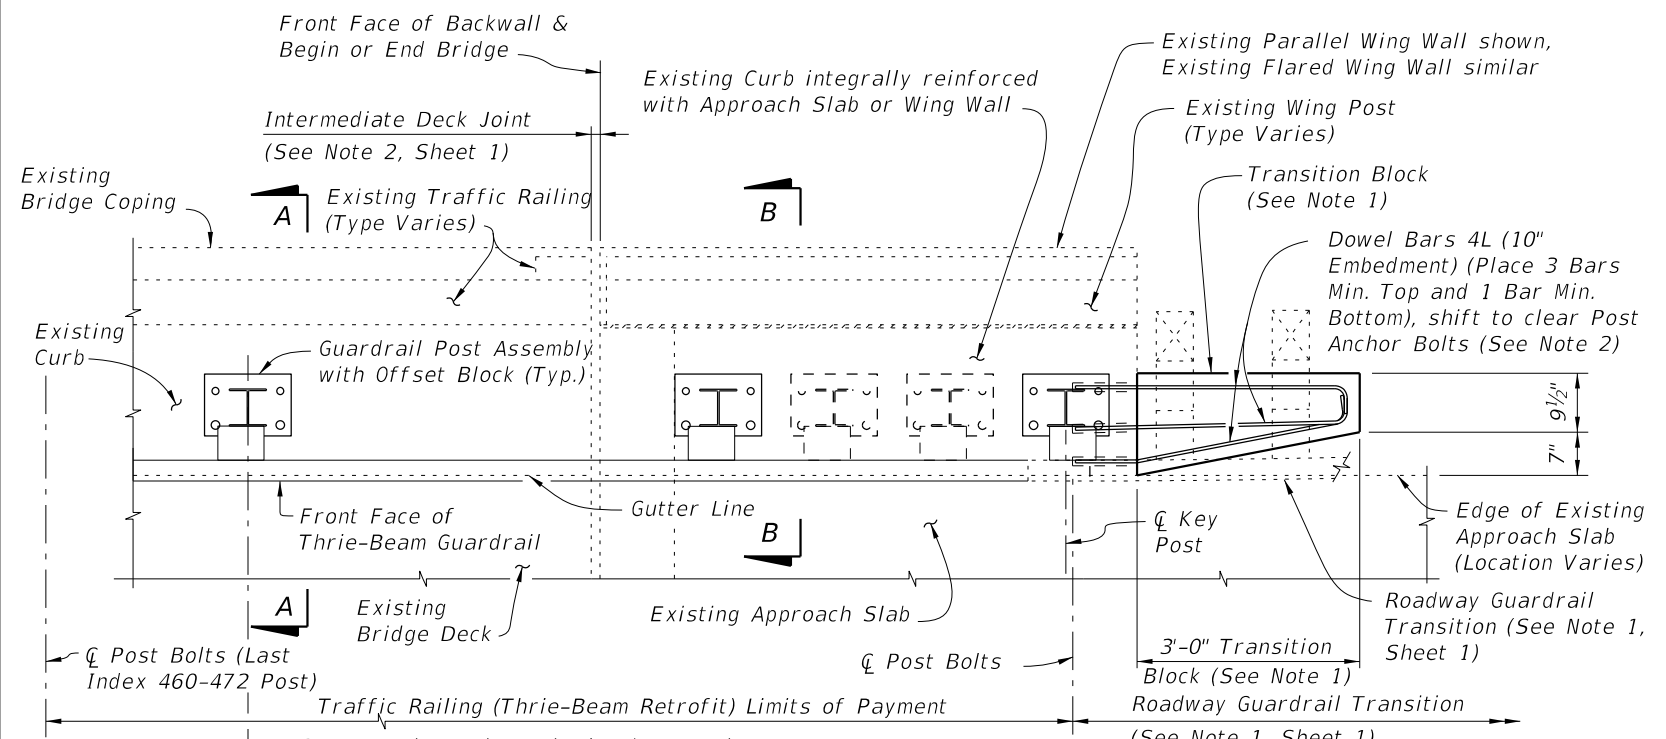 Front Face of Backwall &
Begin or End Bridge
Existing Parallel Wing Wall shown,
Existing Flared Wing Wall similar
Existing Curb integrally reinforced
with Approach Slab or Wing Wall
Existing Wing Post
(Type Varies)
Intermediate Deck Joint
(See Note 2, Sheet 1)
Existing
Bridge Coping
A
Existing Traffic Railing
(Type Varies)
B
Transition Block
(See Note 1)
Dowel Bars 4L (10"
Embedment) (Place 3 Bars
Min. Top and 1 Bar Min.
Bottom), shift to clear Post
Anchor Bolts (See Note 2)
Existing
Curb
Guardrail Post Assembly
with Offset Block (Typ.)
9½"
7"
Front Face of
Thrie-Beam Guardrail
Gutter Line
B
℄ Key
Post
Edge of Existing
Approach Slab
(Location Varies)
A
Existing
Bridge Deck
Existing Approach Slab
Roadway Guardrail
Transition (See Note 1,
Sheet 1)
℄ Post Bolts (Last
Index 460-472 Post)
℄ Post Bolts
3'-0" Transition
Block (See Note 1)
Traffic Railing (Thrie-Beam Retrofit) Limits of Payment
Roadway Guardrail Transition
(See Note 1, Sheet 1)